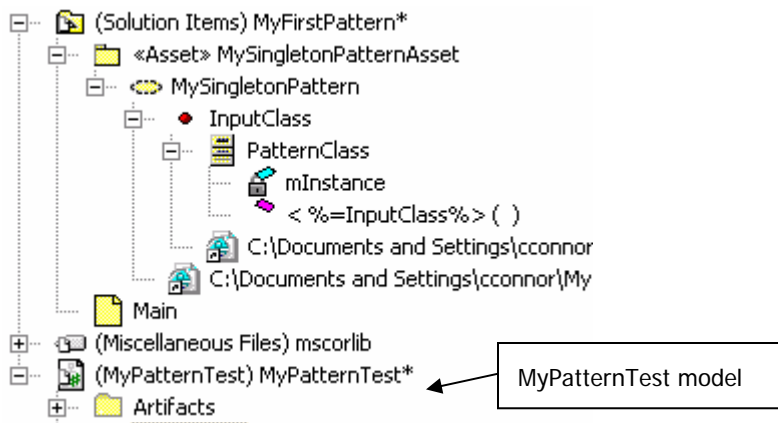 (Solution Items) MyFirstPattern*
«Asset» MySingletonPatternAsset
MySingletonPattern
InputClass
PatternClass
mInstance
< %=InputClass%> ( )
C:\Documents and Settings\cconnor
C:\Documents and Settings\cconnor\My
Main
(Miscellaneous Files) mscorlib
(MyPatternTest) MyPatternTest*
MyPatternTest model
Artifacts